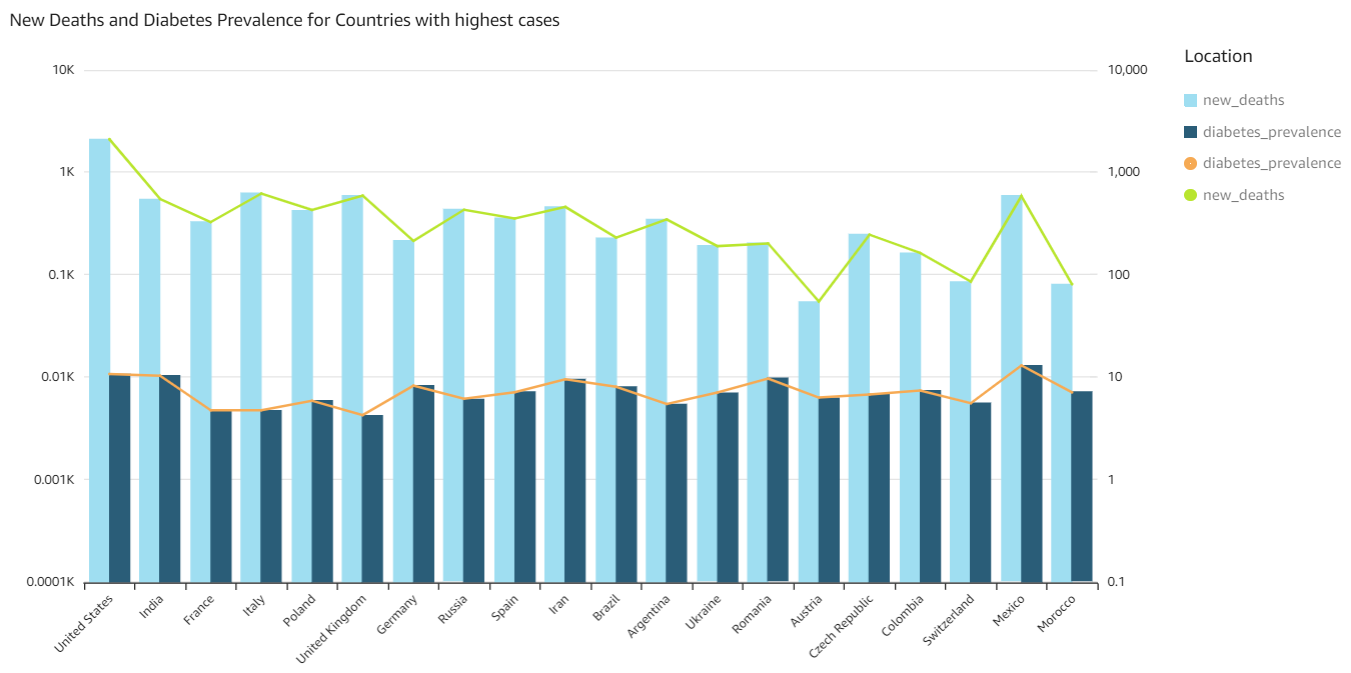 New Deaths and Diabetes Prevalence for Countries with highest cases
Location
new_deaths
diabetes_prevalence
diabetes_prevalence
new_deaths
10K
1K
0.1K
0.01K
0.001K
0.0001K
10,000
1,000
100
10
1
0.1
United States
India
France
Italy
Poland
United Kingdom
Germany
Russia
Spain
Iran
Brazil
Argentina
Ukraine
Romania
Austria
Czech Republic
Colombia
Switzerland
Mexico
Morocco